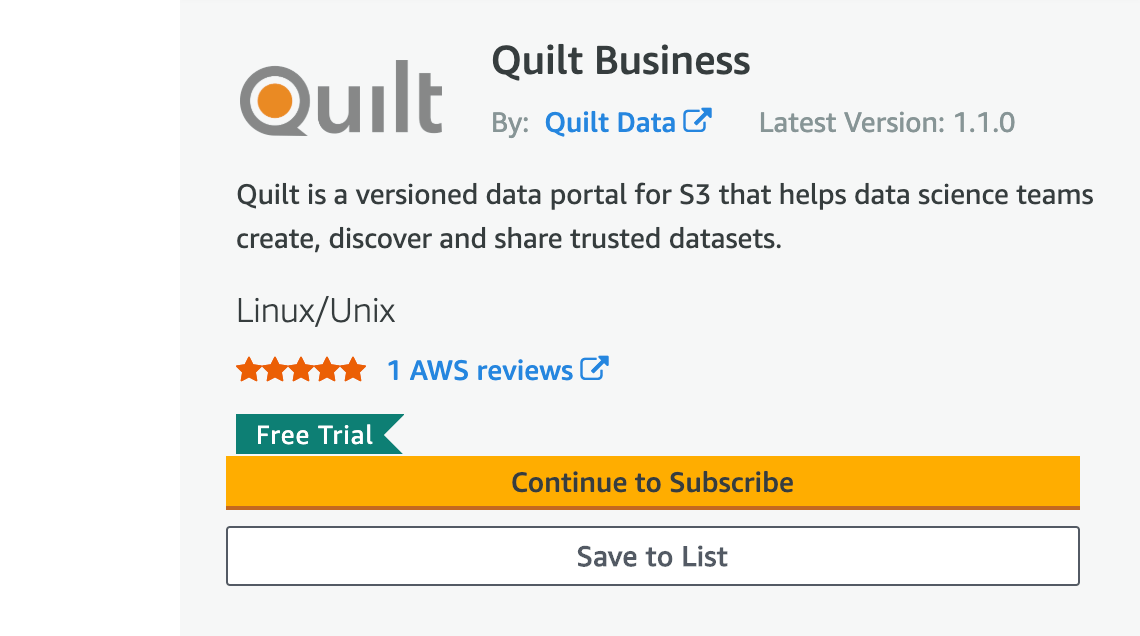 Quilt
Quilt Business
By: Quilt Data
Latest Version: 1.1.0
Quilt is a versioned data portal for S3 that helps data science teams
create, discover and share trusted datasets.
Linux/Unix
1 AWS reviews
Free Trial
Continue to Subscribe
Save to List